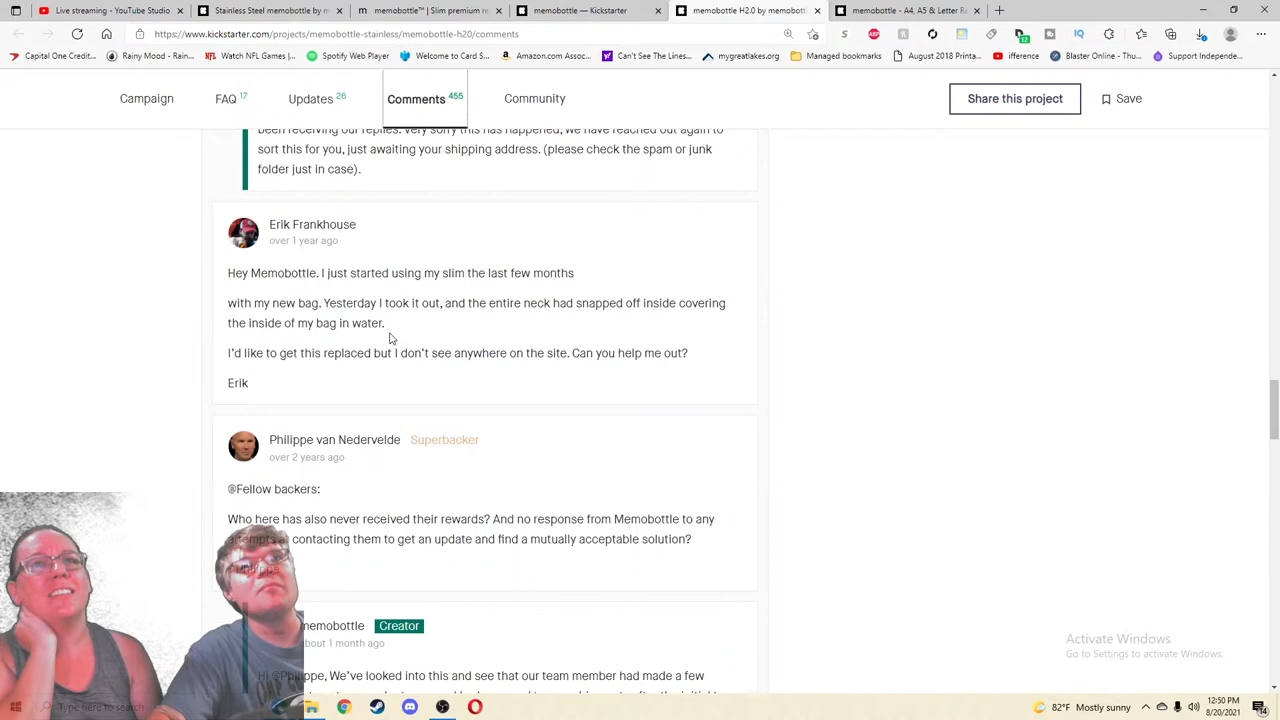 Live streaming - YouTube Studio
Stainless Steel memobottle by m
memobottle™ | Slim premium re
memobottle — Kickstarter
memobottle H2.0 by memobott
memobottle - A4, A5 & Letter Re
https://www.kickstarter.com/projects/memobottle-stainless/memobottle-h20/comments
Capital One Credit...
Rainy Mood - Rain...
Watch NFL Games |...
Spotify Web Player
Welcome to Card S...
Amazon.com Assoc...
Can't See The Lines...
mygreatlakes.org
Managed bookmarks
August 2018 Printa...
ifference
Blaster Online - Thu...
Support Independe...
Campaign
FAQ 17
Updates 26
Comments 455
Community
Share this project
Save
been receiving our replies. Very sorry this has happened, we have reached out again to
sort this for you, just awaiting your shipping address. (please check the spam or junk
folder just in case).
Erik Frankhouse
over 1 year ago
Hey Memobottle. I just started using my slim the last few months
with my new bag. Yesterday I took it out, and the entire neck had snapped off inside covering
the inside of my bag in water.
I'd like to get this replaced but I don't see anywhere on the site. Can you help me out?
Erik
Philippe van Nedervelde Superbacker
over 2 years ago
@Fellow backers:
Who here has also never received their rewards? And no response from Memobottle to any
attempts at contacting them to get an update and find a mutually acceptable solution?
Philippe
memobottle Creator
about 1 month ago
Hi @Philippe, We've looked into this and see that our team member had made a few
Activate Windows
Go to Settings to activate Windows.
Type here to search
82°F Mostly sunny
12:50 PM
8/20/2021